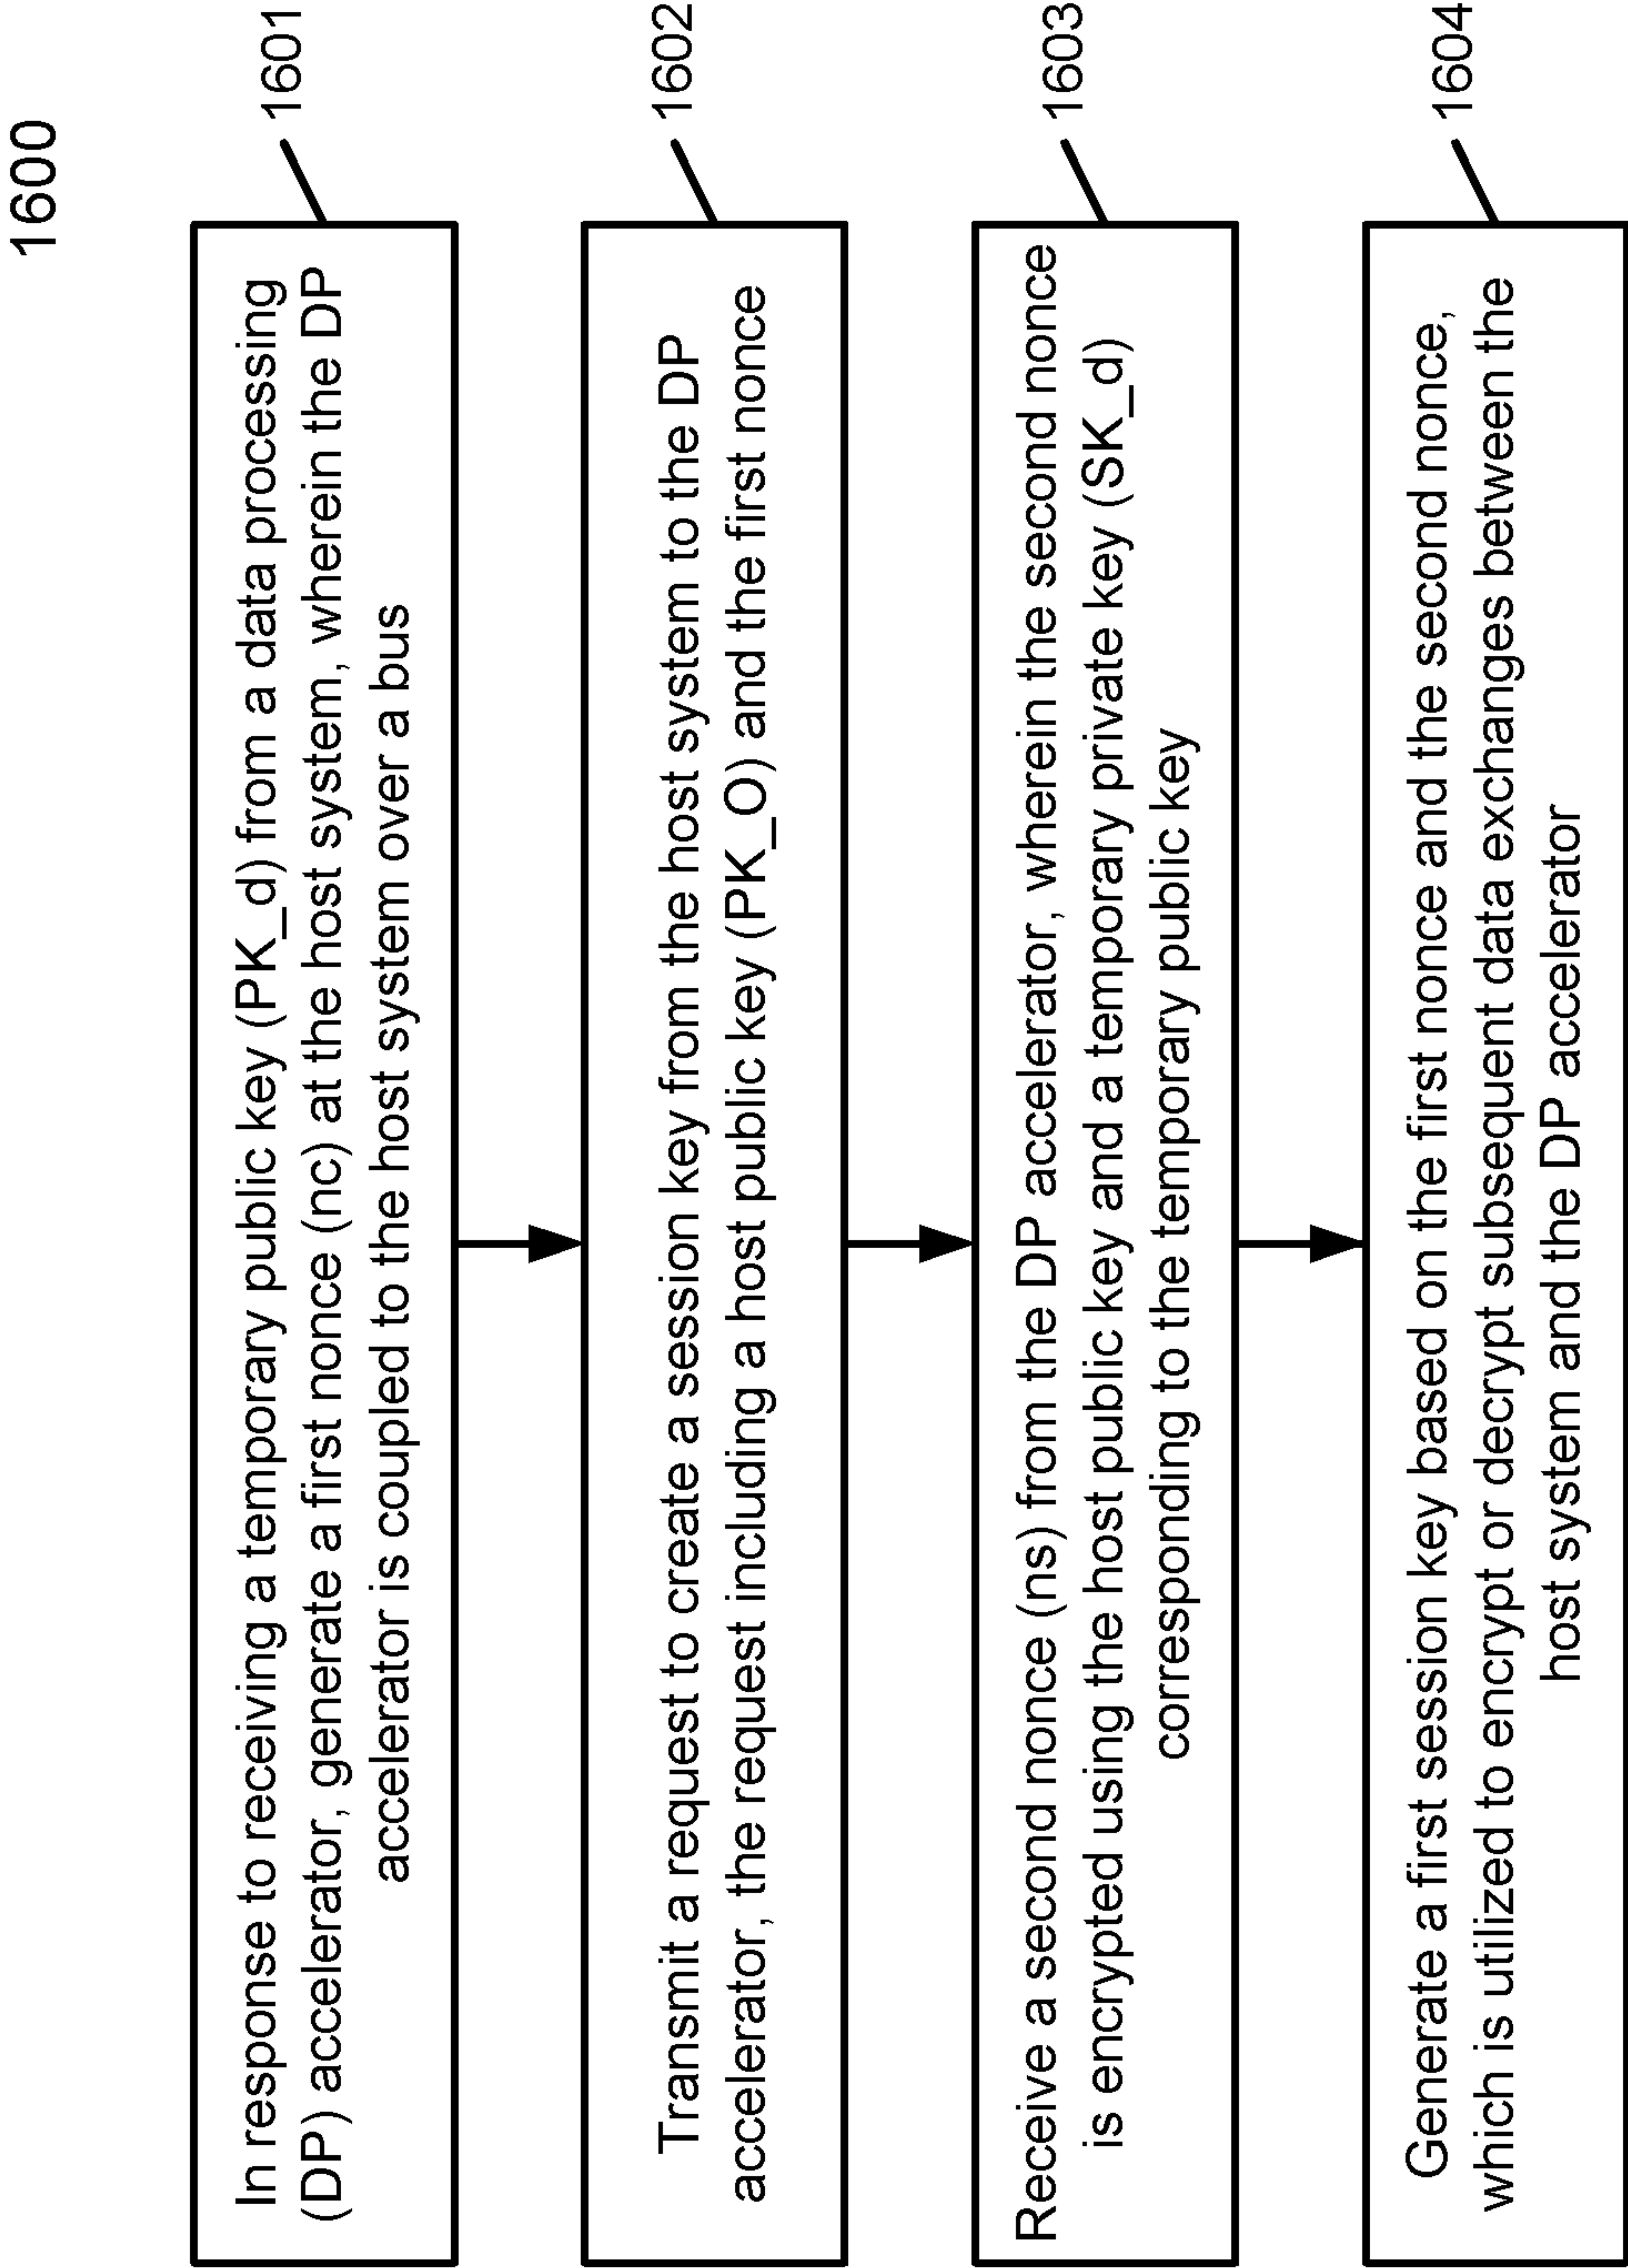 1600
In response to receiving a temporary public key (PK_d) from a data processing
(DP) accelerator, generate a first nonce (nc) at the host system, wherein the DP
accelerator is coupled to the host system over a bus
1601
Transmit a request to create a session key from the host system to the DP
accelerator, the request including a host public key (PK_O) and the first nonce
1602
Receive a second nonce (ns) from the DP accelerator, wherein the second nonce
is encrypted using the host public key and a temporary private key (SK_d)
corresponding to the temporary public key
1603
Generate a first session key based on the first nonce and the second nonce,
which is utilized to encrypt or decrypt subsequent data exchanges between the
host system and the DP accelerator
1604